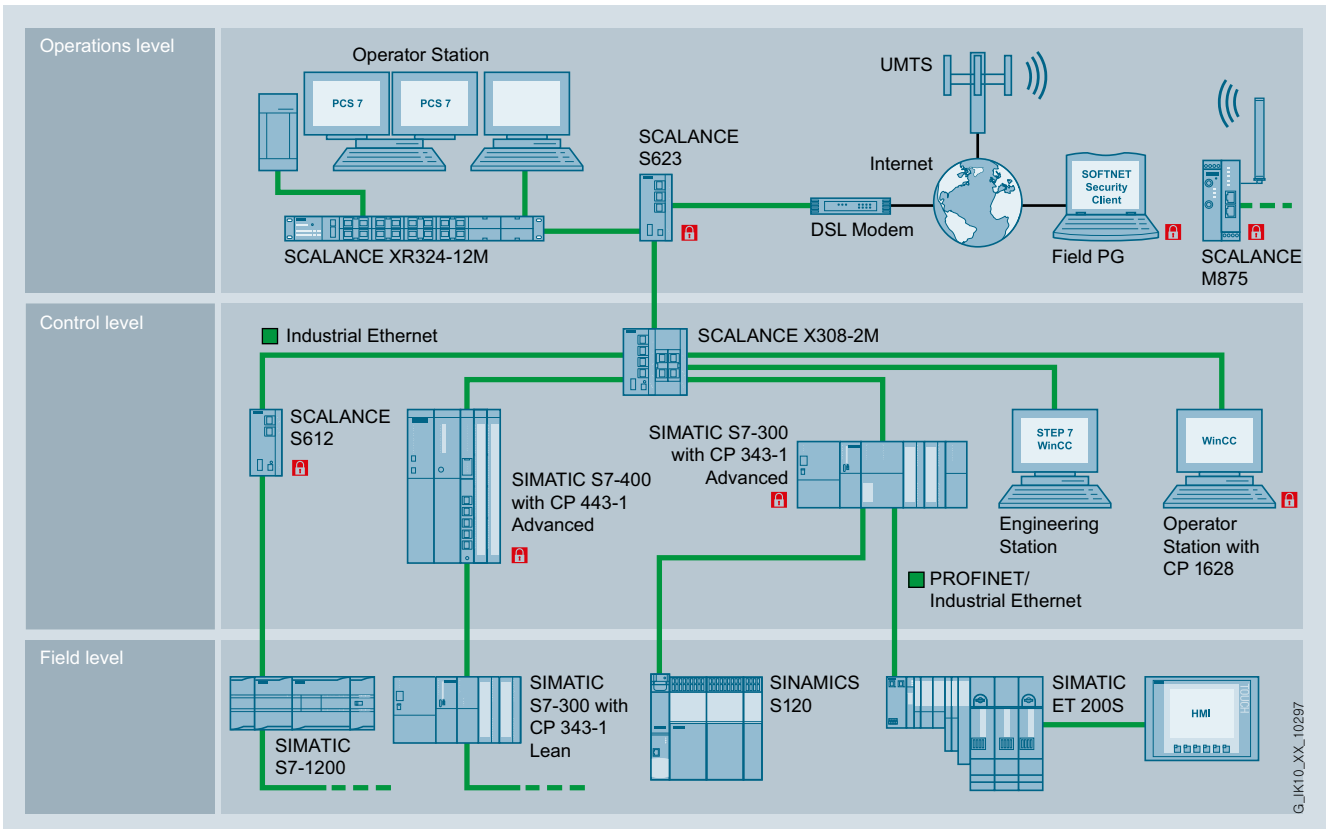 Operations level
Operator Station
PCS 7
PCS 7
UMTS
SCALANCE
S623
Internet
SOFTNET
Security
Client
DSL Modem
Field PG
SCALANCE XR324-12M
SCALANCE
M875
Control level
Industrial Ethernet
SCALANCE X308-2M
SCALANCE
S612
SIMATIC S7-400
with CP 443-1
Advanced
SIMATIC S7-300
with CP 343-1
Advanced
STEP 7
WinCC
WinCC
Engineering
Station
Operator
Station with
CP 1628
PROFINET/
Industrial Ethernet
Field level
SIMATIC
S7-1200
SIMATIC
S7-300 with
CP 343-1
Lean
SINAMICS
S120
SIMATIC
ET 200S
HMI
TOUCH
G_IK10_XX_10297